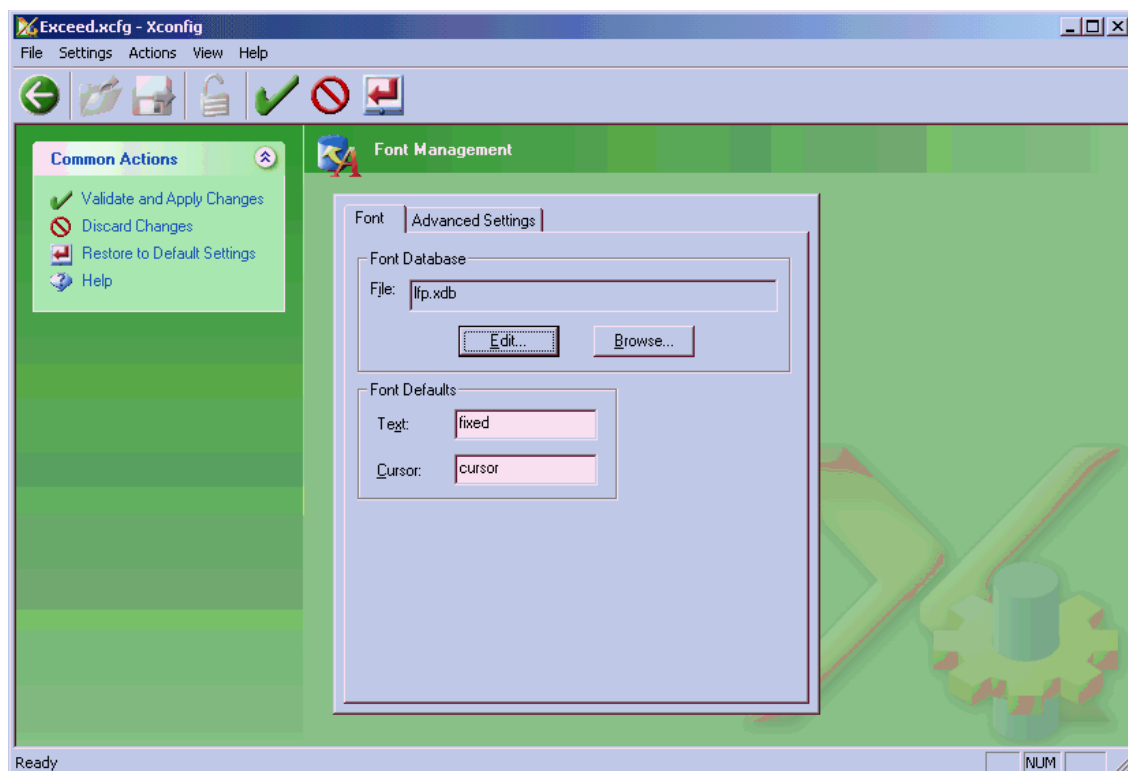 Exceed.xcfg - Xconfig
File Settings Actions View Help
Common Actions
Validate and Apply Changes
Discard Changes
Restore to Default Settings
Help
Font Management
Font Advanced Settings
Font Database
File: lfp.xdb
Edit... Browse...
Font Defaults
Text: fixed
Cursor: cursor
Ready NUM